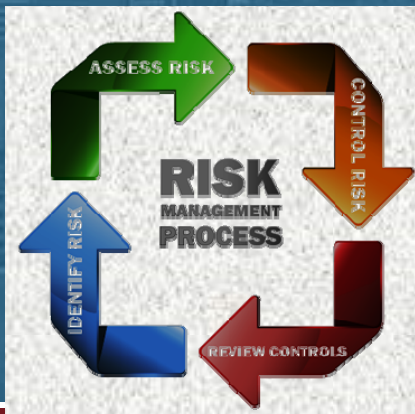 ASSESS RISK
CONTROL RISK
RISK
MANAGEMENT
PROCESS
IDENTIFY RISK
REVIEW CONTROLS